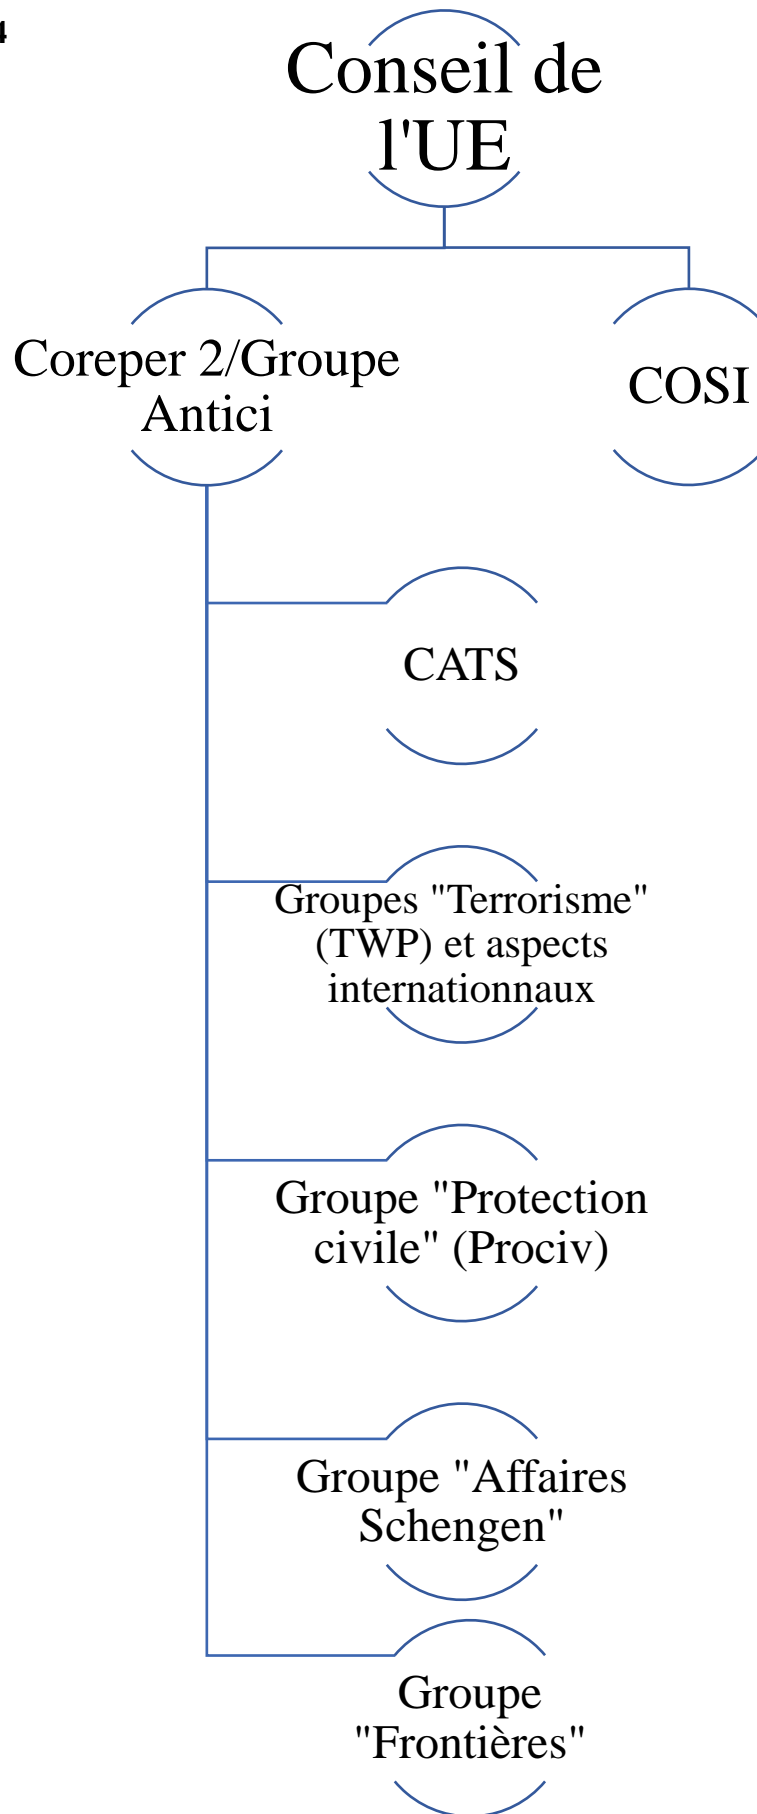 4
Conseil de
l'UE
Coreper 2/Groupe
Antici
COSI
CATS
Groupes "Terrorisme"
(TWP) et aspects
internationnaux
Groupe "Protection
civile" (Prociv)
Groupe "Affaires
Schengen"
Groupe
"Frontières"